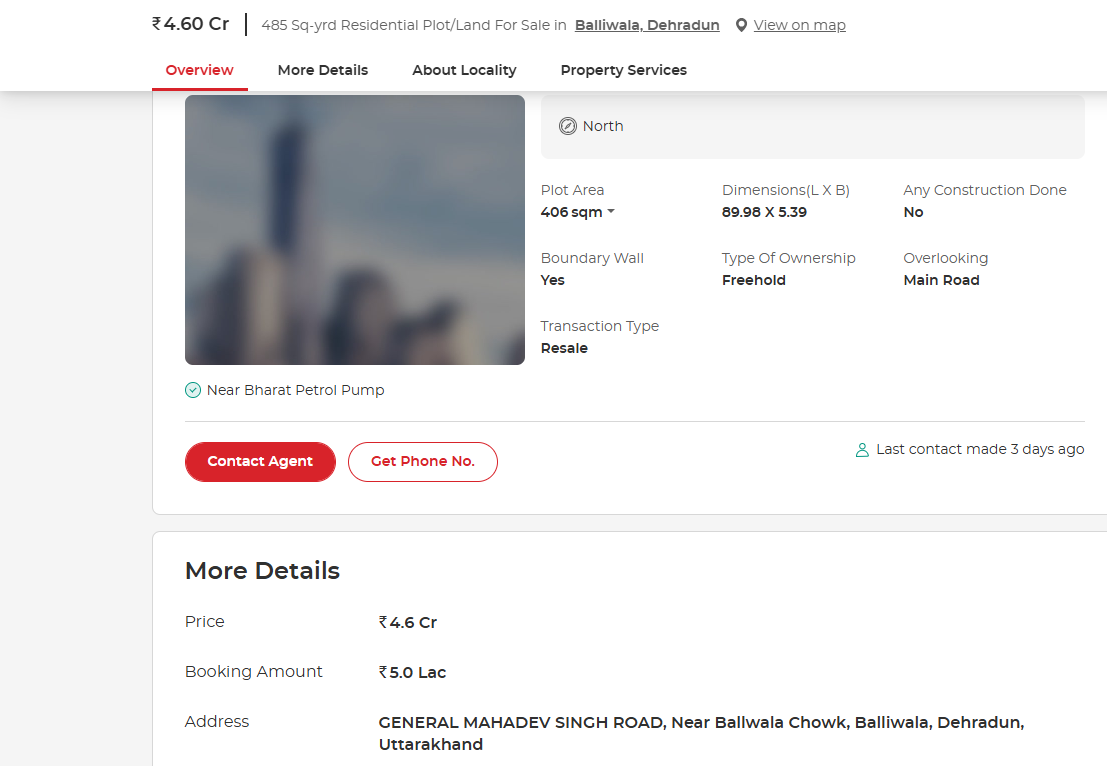 ₹4.60 Cr
485 Sq-yrd Residential Plot/Land For Sale in Balliwala, Dehradun View on map
Overview More Details About Locality Property Services
North
Plot Area Dimensions(L X B) Any Construction Done
406 sqm 89.98 X 5.39 No
Boundary Wall Type Of Ownership Overlooking
Yes Freehold Main Road
Transaction Type
Resale
Near Bharat Petrol Pump
Contact Agent Get Phone No. Last contact made 3 days ago
More Details
Price ₹4.6 Cr
Booking Amount ₹5.0 Lac
Address GENERAL MAHADEV SINGH ROAD, Near Ballwala Chowk, Balliwala, Dehradun,
Uttarakhand